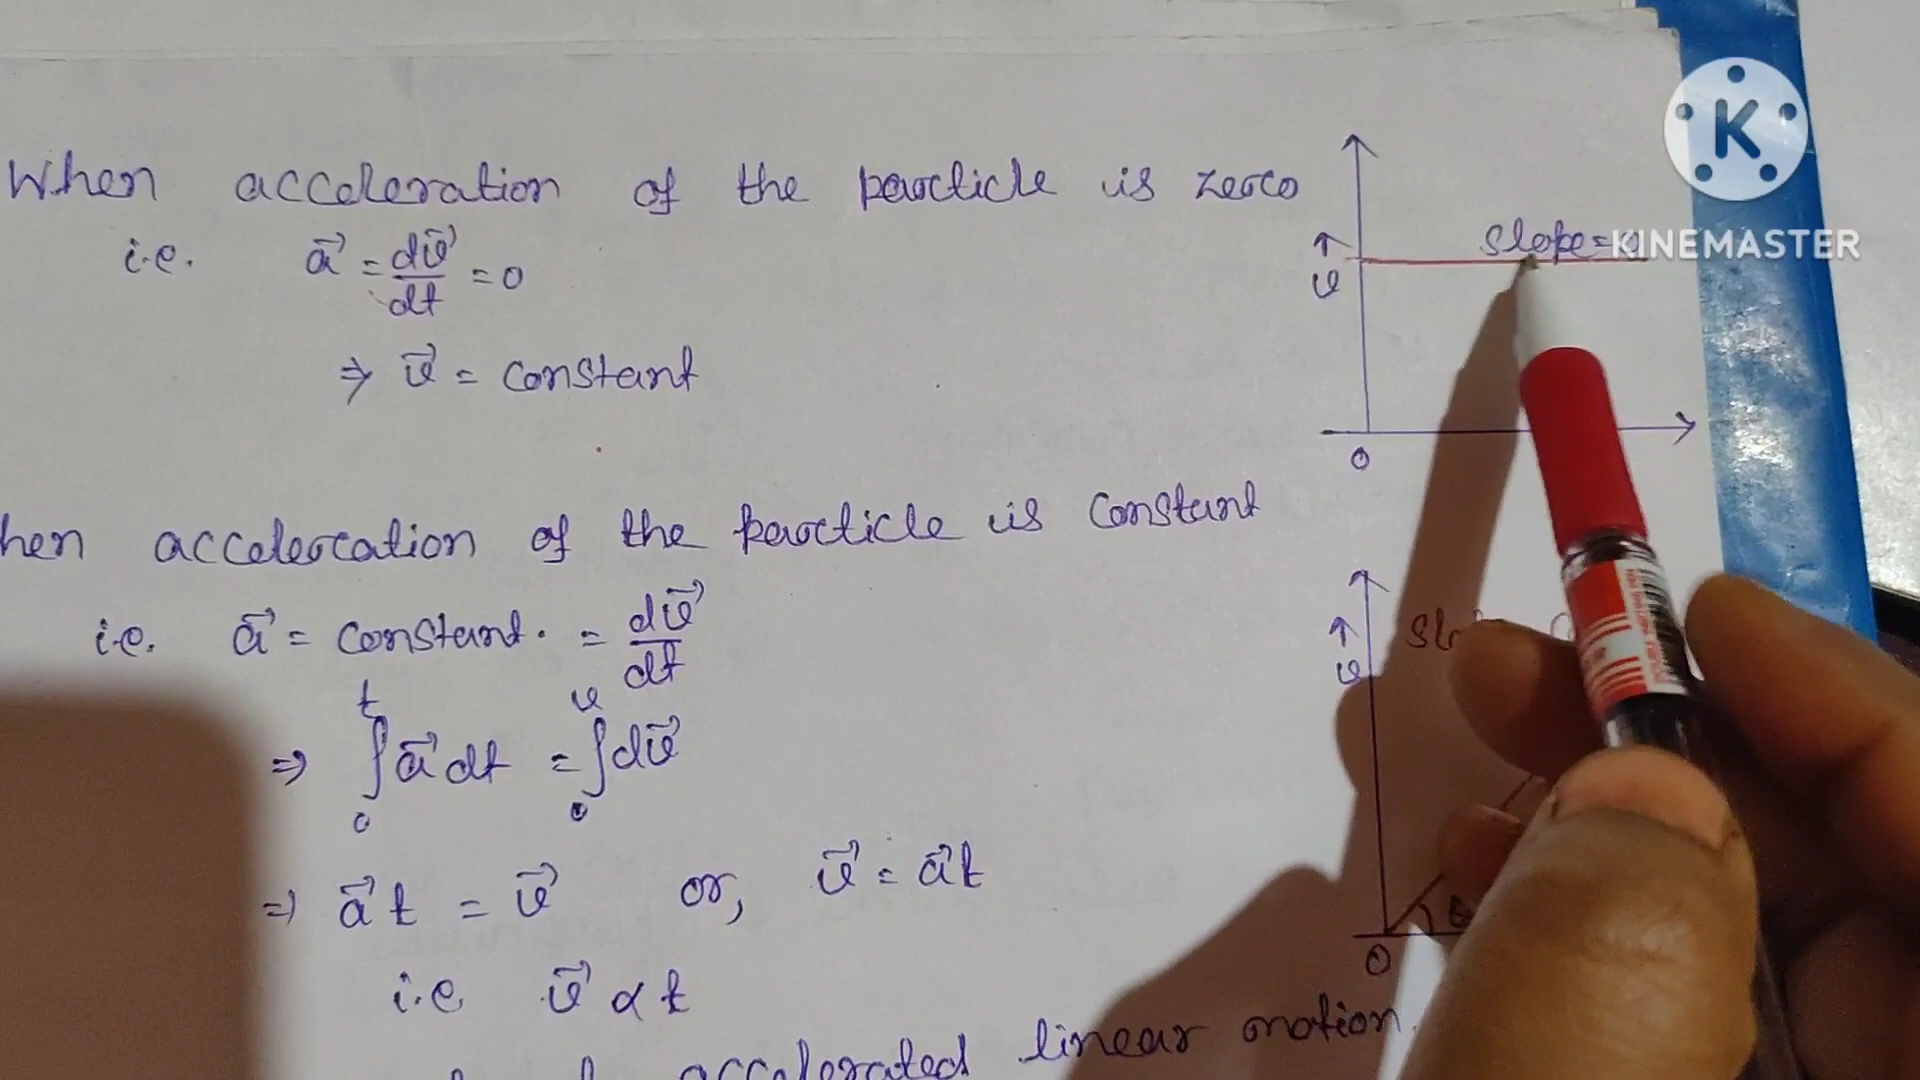 When acceleration of the particle is zero
i.e. a⃗ = dv⃗/dt = 0
⇒ v⃗ = constant
slope=
v
0
hen acceleration of the particle is constant
i.e. a⃗ = constant. = dv⃗/dt
⇒ ∫₀ᵗ a⃗ dt = ∫₀ᵛ dv⃗
⇒ a⃗ t = v⃗ or, v⃗ = a⃗t
i.e v⃗ α t
accelerated linear motion.
v
0
K
KINEMASTER